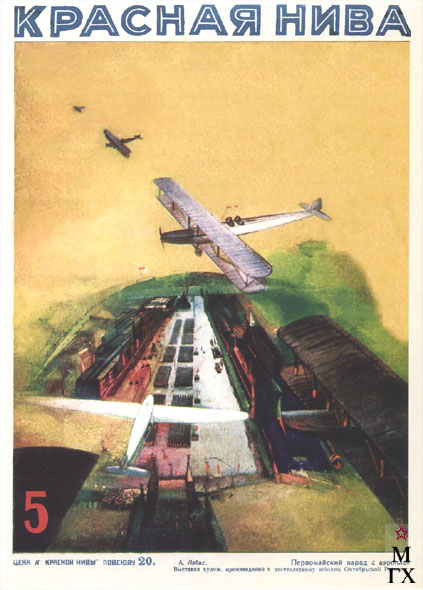 КРАСНАЯ НИВА
5
ЦЕНА № „КРАСНОЙ НИВЫ" ПОВСЮДУ 20.
А. Лабас.
Первомайский парад с аэроплана
Выставка худож. произведений к десятилетнему юбилею Октябрьской
М
ГХ